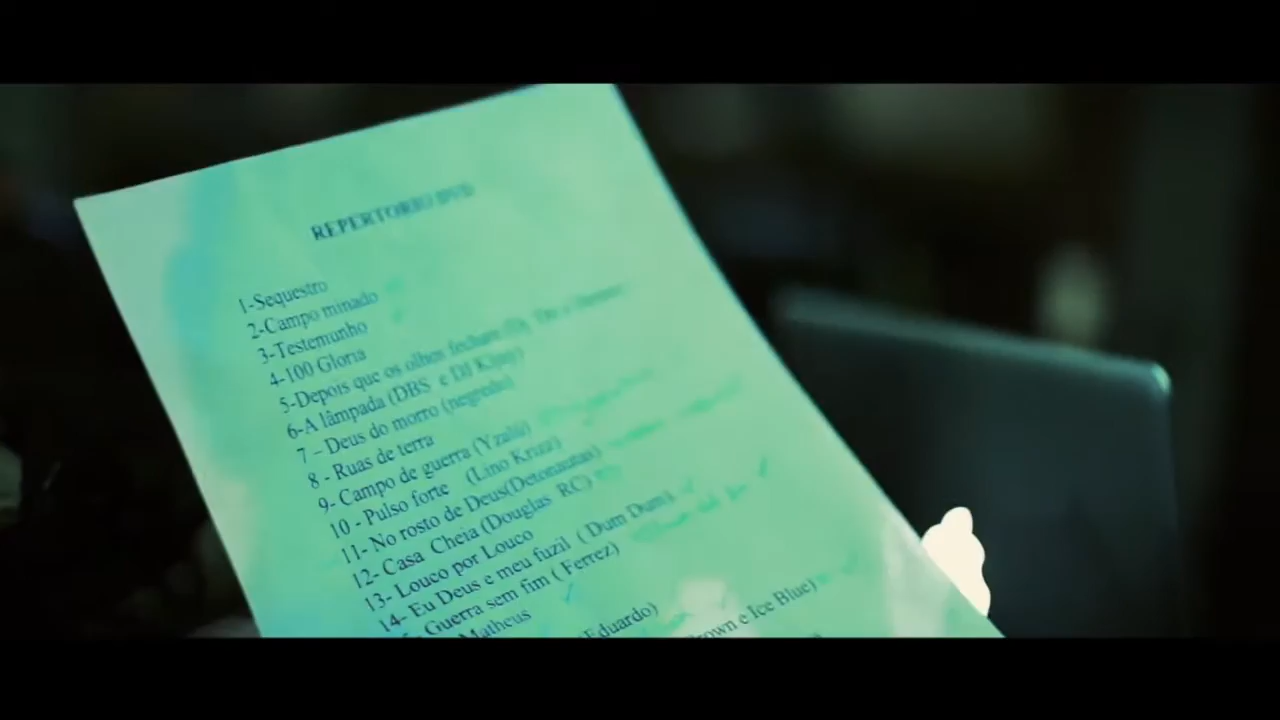 REPERTORIO DVD
1-Sequestro
2-Campo minado
3-Testemunho
4-100 Gloria
5-Depois que os olhos fecham
6-A lâmpada (DBS e DJ
7 – Deus do morro (negredo)
8 - Ruas de terra
9- Campo de guerra (Yzalú)
10 - Pulso forte (Lino Krizz)
11- No rosto de Deus(Detonautas)
12- Casa Cheia (Douglas RC)
13- Louco por Louco
14- Eu Deus e meu fuzil ( Dum Dum)
Guerra sem fim ( Ferrez)
Matheus
(Eduardo)
Brown e Ice Blue)